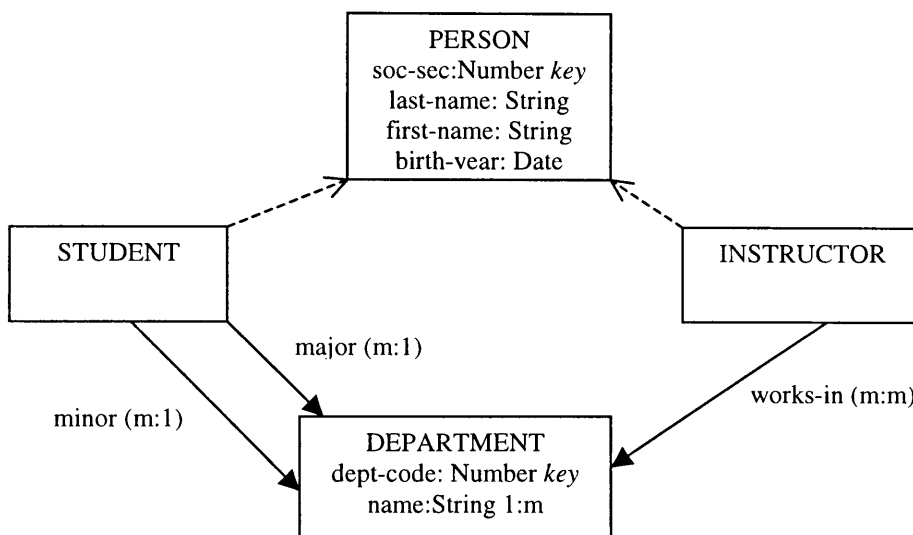 PERSON
soc-sec:Number key
last-name: String
first-name: String
birth-year: Date
STUDENT
INSTRUCTOR
major (m:1)
minor (m:1)
works-in (m:m)
DEPARTMENT
dept-code: Number key
name:String 1:m